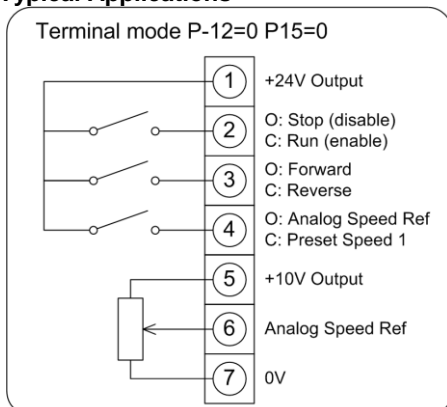 Typical Applications
Terminal mode P-12=0 P15=0
1 +24V Output
2 O: Stop (disable)
C: Run (enable)
3 O: Forward
C: Reverse
4 O: Analog Speed Ref
C: Preset Speed 1
5 +10V Output
6 Analog Speed Ref
7 0V